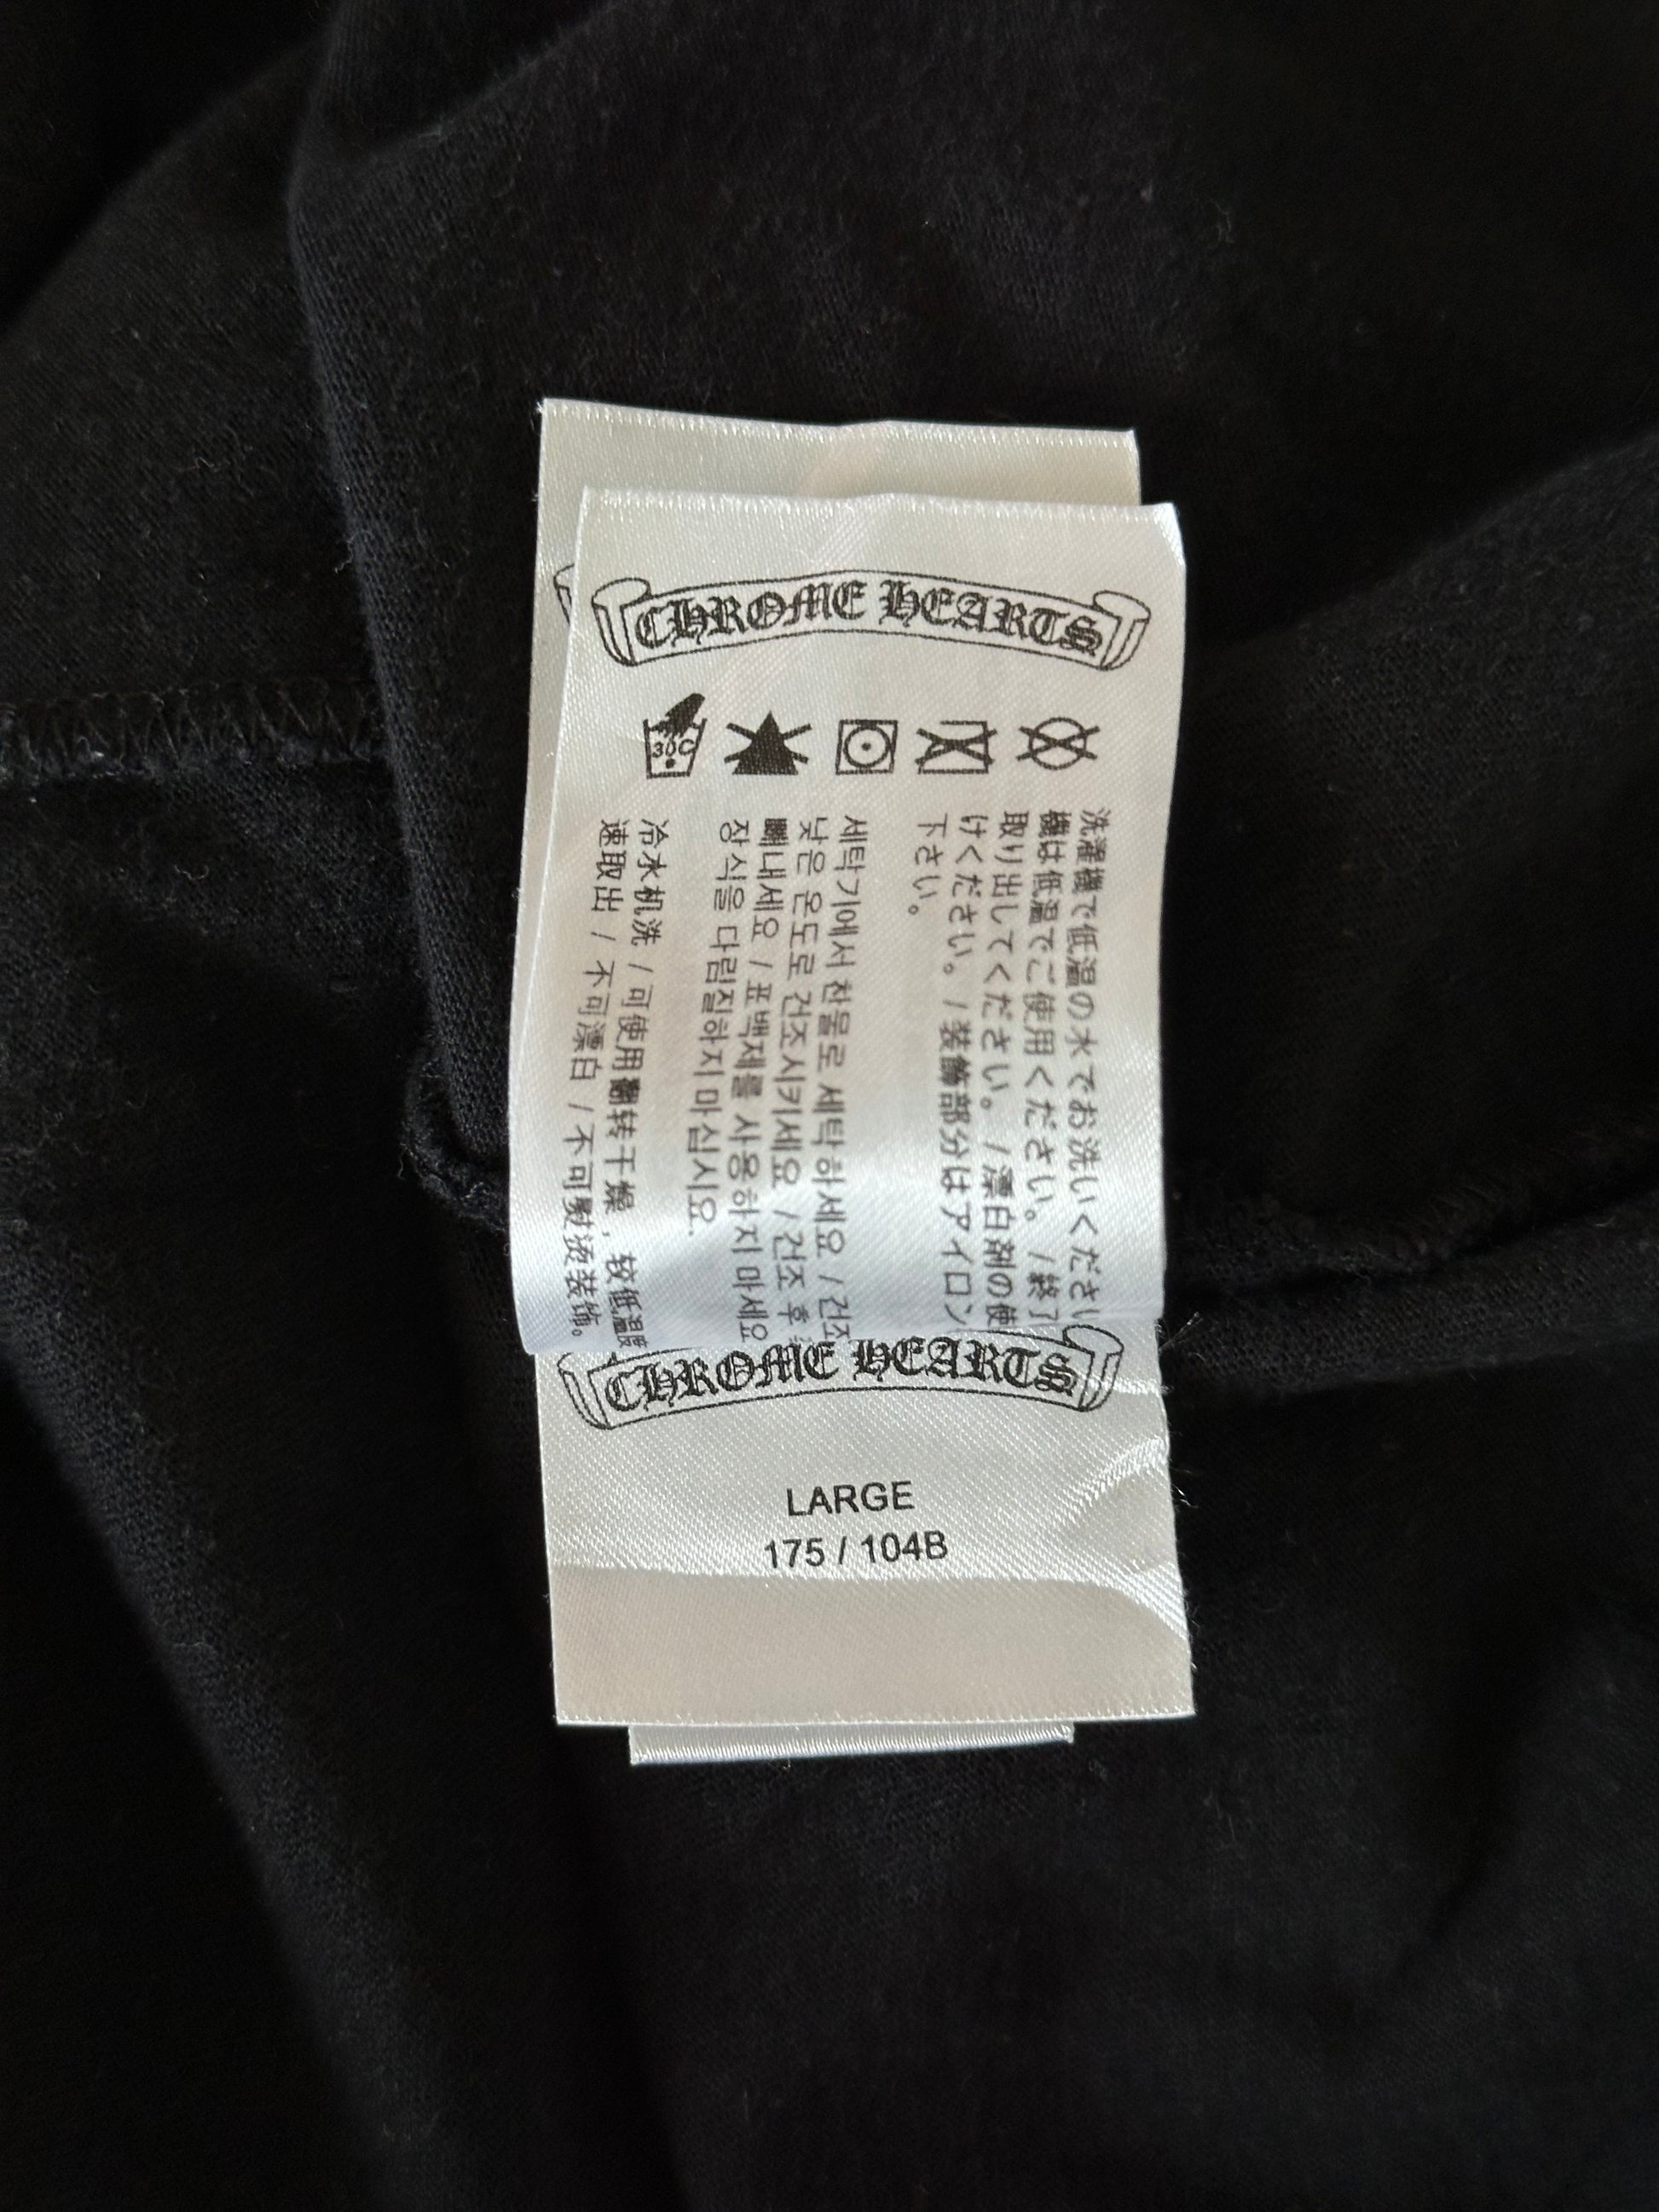 CHROME HEARTS
30C
洗濯機で低温の水でお洗いください
機は低温でご使用ください。/終了
取り出してください。/漂白剤の使
けください。/装飾部分はアイロン
下さい。
세탁기에서 찬물로 세탁하세요 / 건조
낮은 온도로 건조시키세요 / 건조 후
빼내세요 / 표백제를 사용하지 마세요
장식을 다림질하지 마십시요.
冷水机洗 / 可使用翻转干燥，较低温度
速取出 / 不可漂白 / 不可熨烫装饰。
CHROME HEARTS
LARGE
175 / 104B